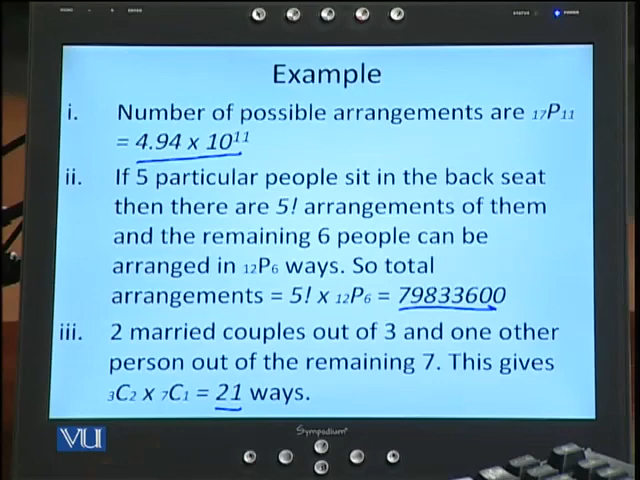 Example
i. Number of possible arrangements are ₁₇P₁₁
= 4.94 x 10¹¹
ii. If 5 particular people sit in the back seat
then there are 5! arrangements of them
and the remaining 6 people can be
arranged in ₁₂P₆ ways. So total
arrangements = 5! x ₁₂P₆ = 79833600
iii. 2 married couples out of 3 and one other
person out of the remaining 7. This gives
₃C₂ x ₇C₁ = 21 ways.
VU
Sympodium